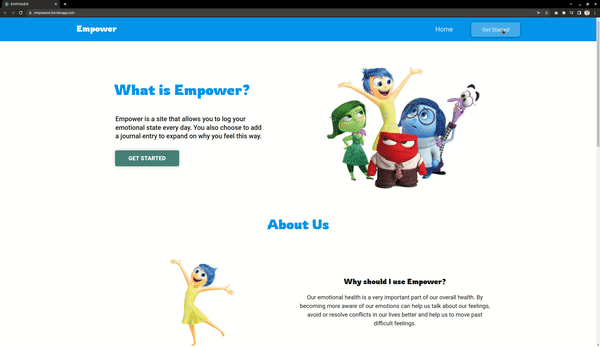 EMPOWER
empowerx.herokuapp.com
Empower
Home
Get Started
What is Empower?
Empower is a site that allows you to log your
emotional state every day. You also choose to add
a journal entry to expand on why you feel this way.
GET STARTED
About Us
Why should I use Empower?
Our emotional health is a very important part of our overall health. By
becoming more aware of our emotions can help us talk about our feelings,
avoid or resolve conflicts in our lives better and help us to move past
difficult feelings.